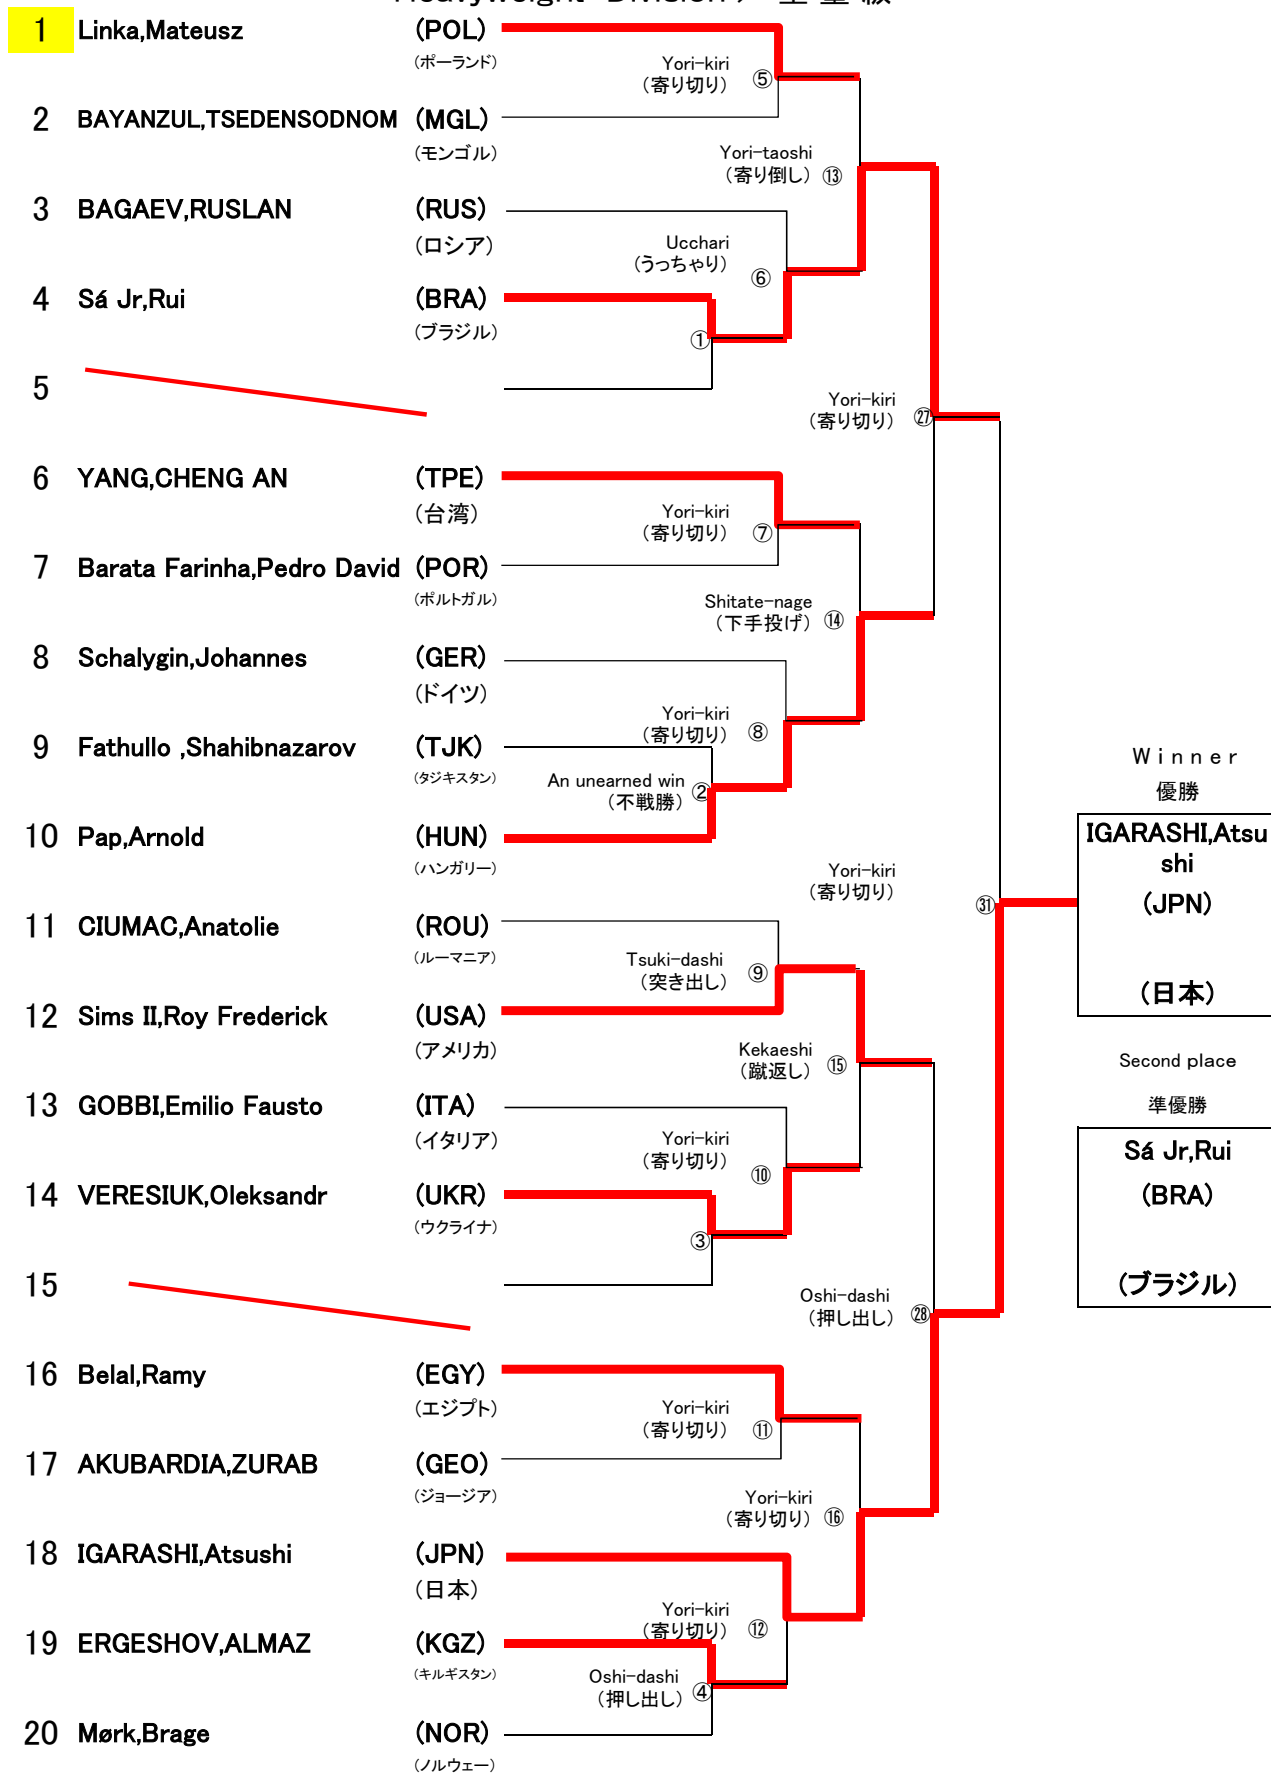 1 Linka,Mateusz (POL)
(ポーランド)
Yori-kiri
(寄り切り) ⑤
2 BAYANZUL,TSEDENSODNOM (MGL)
(モンゴル)
Yori-taoshi
(寄り倒し) ⑬
3 BAGAEV,RUSLAN (RUS)
(ロシア)
Ucchari
(うっちゃり) ⑥
4 Sá Jr,Rui (BRA)
(ブラジル)
①
5
Yori-kiri
(寄り切り) ㉗
6 YANG,CHENG AN (TPE)
(台湾)
Yori-kiri
(寄り切り) ⑦
7 Barata Farinha,Pedro David (POR)
(ポルトガル)
Shitate-nage
(下手投げ) ⑭
8 Schalygin,Johannes (GER)
(ドイツ)
Yori-kiri
(寄り切り) ⑧
9 Fathullo ,Shahibnazarov (TJK)
(タジキスタン)
An unearned win
(不戦勝) ②
10 Pap,Arnold (HUN)
(ハンガリー)
Yori-kiri
(寄り切り)
㉛
11 CIUMAC,Anatolie (ROU)
(ルーマニア)
Tsuki-dashi
(突き出し) ⑨
12 Sims II,Roy Frederick (USA)
(アメリカ)
Kekaeshi
(蹴返し) ⑮
13 GOBBI,Emilio Fausto (ITA)
(イタリア)
Yori-kiri
(寄り切り) ⑩
14 VERESIUK,Oleksandr (UKR)
(ウクライナ)
③
15
Oshi-dashi
(押し出し) ㉘
16 Belal,Ramy (EGY)
(エジプト)
Yori-kiri
(寄り切り) ⑪
17 AKUBARDIA,ZURAB (GEO)
(ジョージア)
Yori-kiri
(寄り切り) ⑯
18 IGARASHI,Atsushi (JPN)
(日本)
Yori-kiri
(寄り切り) ⑫
19 ERGESHOV,ALMAZ (KGZ)
(キルギスタン)
Oshi-dashi
(押し出し) ④
20 Mørk,Brage (NOR)
(ノルウェー)
Winner
優勝
IGARASHI,Atsu
shi
(JPN)
(日本)
Second place
準優勝
Sá Jr,Rui
(BRA)
(ブラジル)